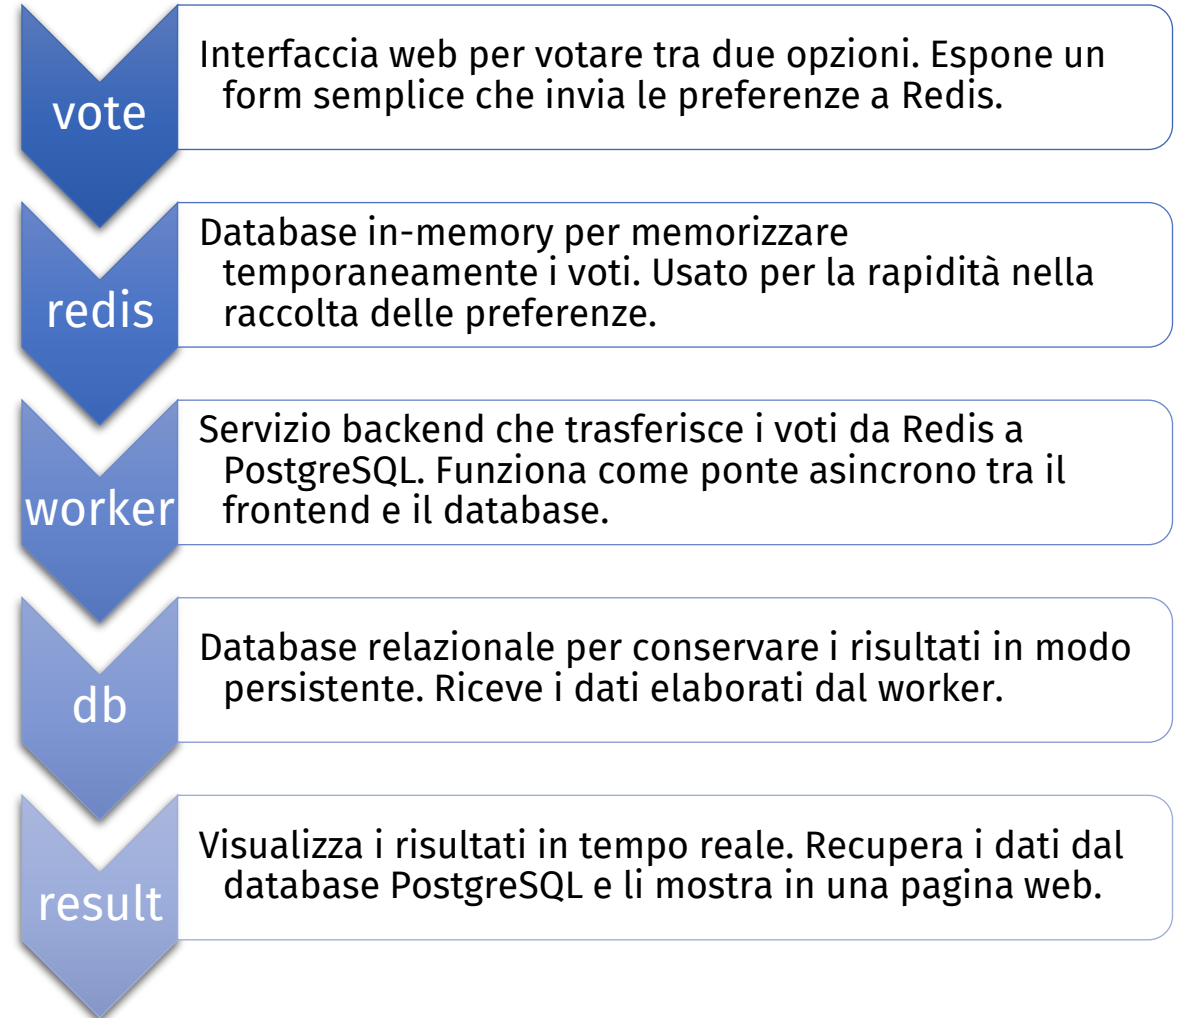 vote
Interfaccia web per votare tra due opzioni. Espone un
form semplice che invia le preferenze a Redis.
redis
Database in-memory per memorizzare
temporaneamente i voti. Usato per la rapidità nella
raccolta delle preferenze.
worker
Servizio backend che trasferisce i voti da Redis a
PostgreSQL. Funziona come ponte asincrono tra il
frontend e il database.
db
Database relazionale per conservare i risultati in modo
persistente. Riceve i dati elaborati dal worker.
result
Visualizza i risultati in tempo reale. Recupera i dati dal
database PostgreSQL e li mostra in una pagina web.